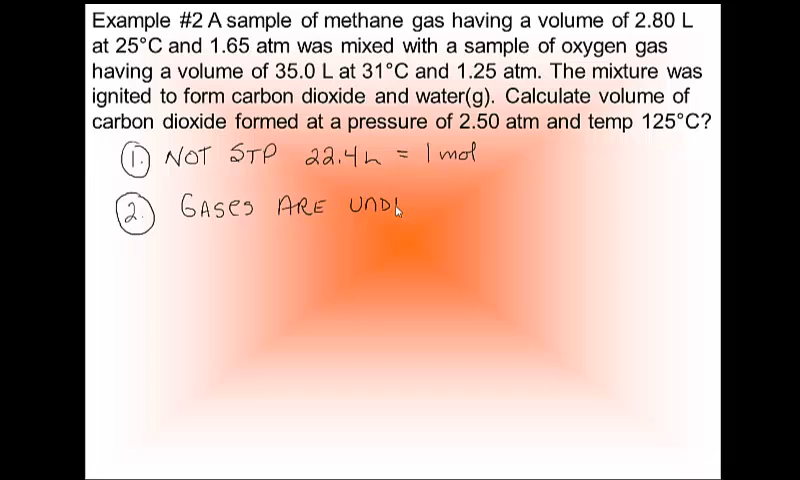 Example #2 A sample of methane gas having a volume of 2.80 L
at 25°C and 1.65 atm was mixed with a sample of oxygen gas
having a volume of 35.0 L at 31°C and 1.25 atm. The mixture was
ignited to form carbon dioxide and water(g). Calculate volume of
carbon dioxide formed at a pressure of 2.50 atm and temp 125°C?
1. NOT STP 22.4L = 1 mol
2. GASES ARE